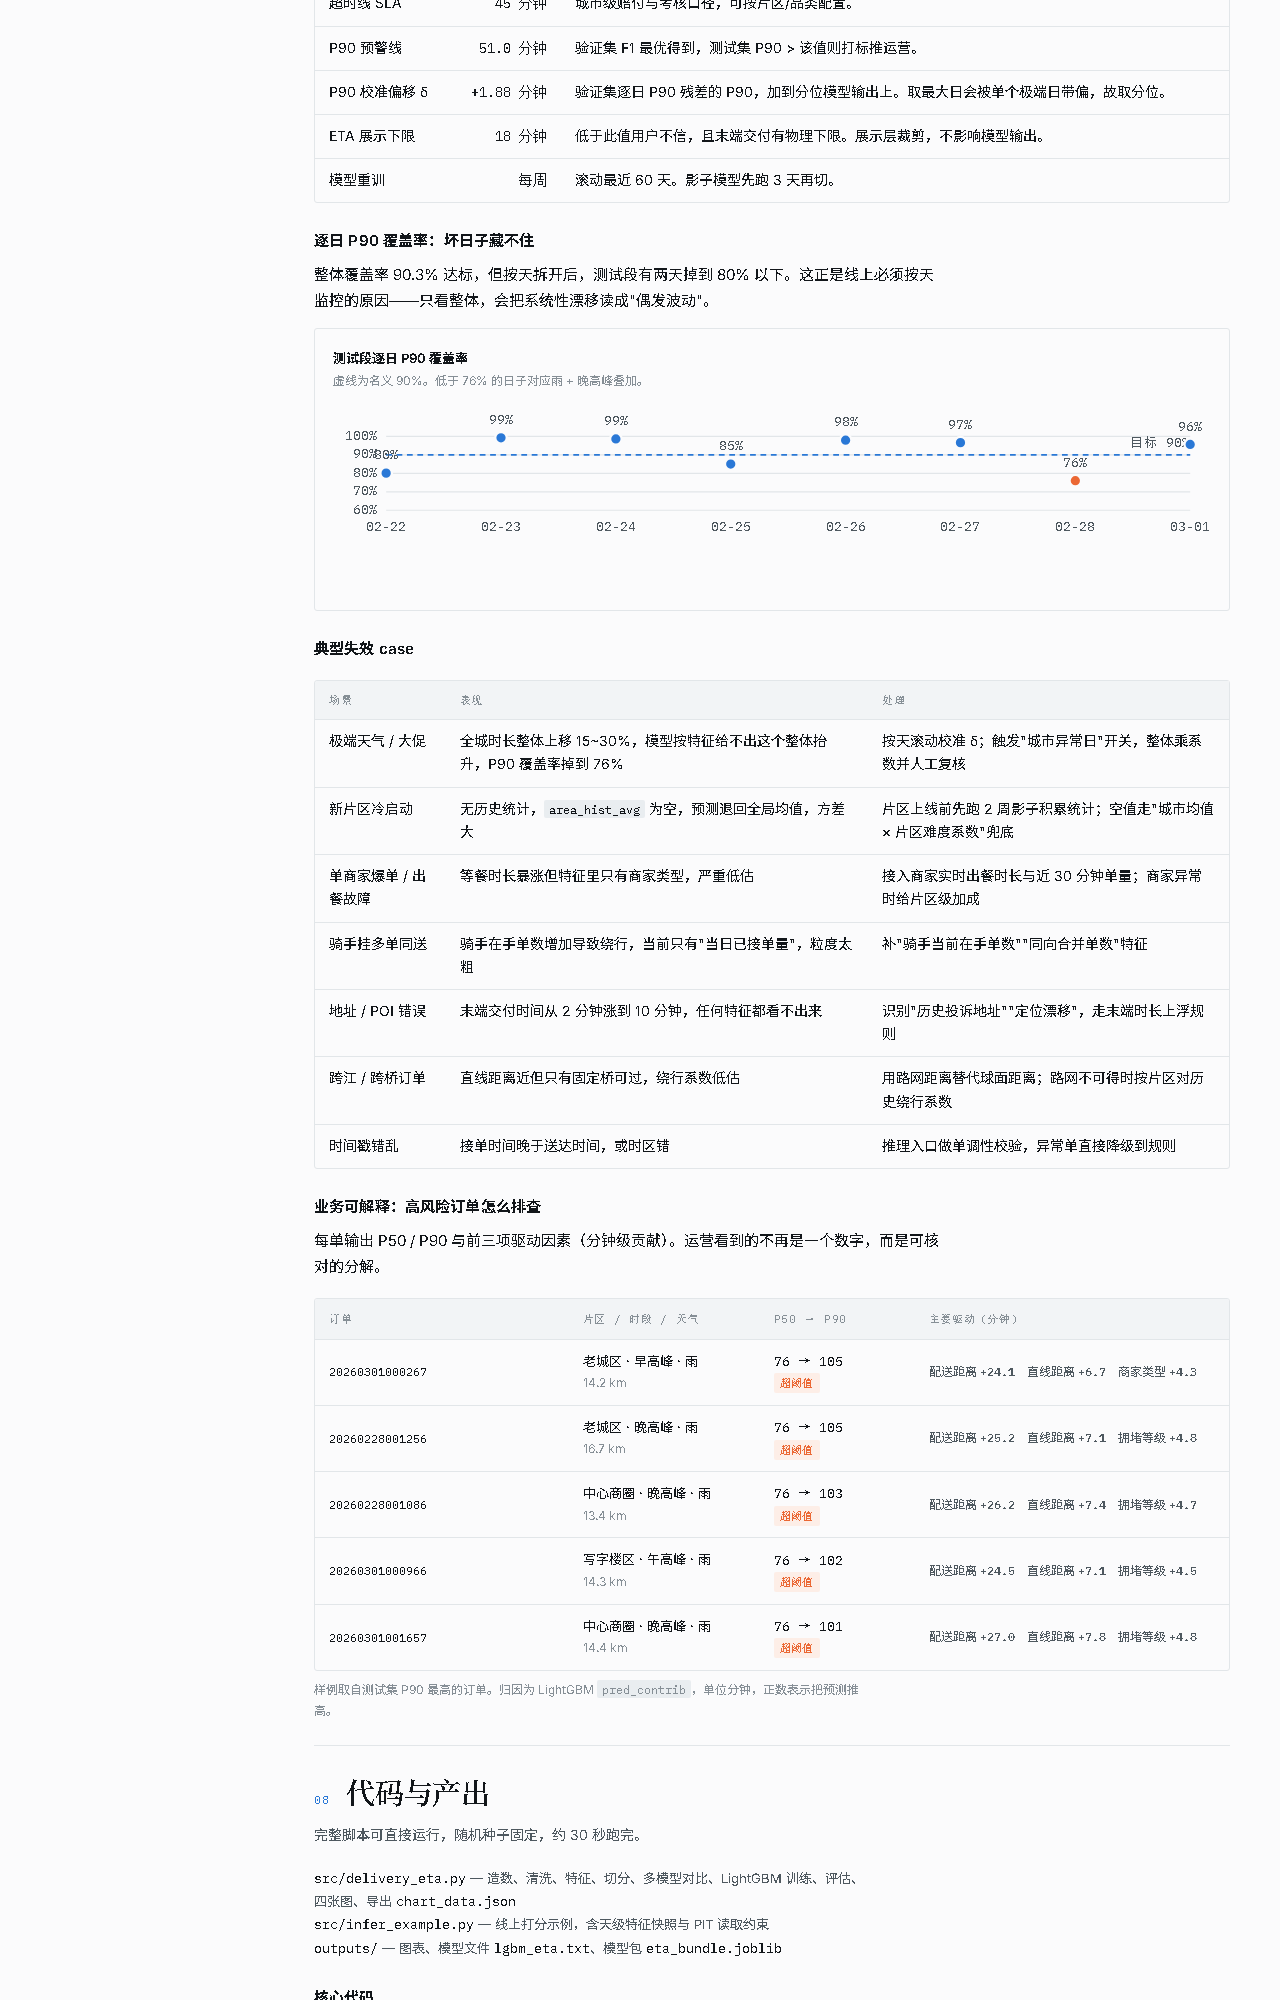 超时线 SLA 45 分钟 城市级赔付与考核口径，可按片区/品类配置。
P90 预警线 51.0 分钟 验证集 F1 最优得到，测试集 P90 > 该值则打标推运营。
P90 校准偏移 δ +1.88 分钟 验证集逐日 P90 残差的 P90，加到分位模型输出上。取最大日会被单个极端日带偏，故取分位。
ETA 展示下限 18 分钟 低于此值用户不信，且末端交付有物理下限。展示层裁剪，不影响模型输出。
模型重训 每周 滚动最近 60 天。影子模型先跑 3 天再切。
逐日 P90 覆盖率：坏日子藏不住
整体覆盖率 90.3% 达标，但按天拆开后，测试段有两天掉到 80% 以下。这正是线上必须按天
监控的原因——只看整体，会把系统性漂移读成"偶发波动"。
测试段逐日 P90 覆盖率
虚线为名义 90%。低于 76% 的日子对应雨 + 晚高峰叠加。
99% 99% 98% 97% 96%
100% 85% 目标 90%
90% 80% 76%
80%
70%
60%
02-22 02-23 02-24 02-25 02-26 02-27 02-28 03-01
典型失效 case
场景 表现 处理
极端天气 / 大促 全城时长整体上移 15~30%，模型按特征给不出这个整体抬 按天滚动校准 δ；触发"城市异常日"开关，整体乘系
升，P90 覆盖率掉到 76% 数并人工复核
新片区冷启动 无历史统计，area_hist_avg 为空，预测退回全局均值，方差 片区上线前先跑 2 周影子积累统计；空值走"城市均值
大 × 片区难度系数"兜底
单商家爆单 / 出 等餐时长暴涨但特征里只有商家类型，严重低估 接入商家实时出餐时长与近 30 分钟单量；商家异常
餐故障 时给片区级加成
骑手挂多单同送 骑手在手单数增加导致绕行，当前只有"当日已接单量"，粒度太 补"骑手当前在手单数""同向合并单数"特征
粗
地址 / POI 错误 末端交付时间从 2 分钟涨到 10 分钟，任何特征都看不出来 识别"历史投诉地址""定位漂移"，走末端时长上浮规
则
跨江 / 跨桥订单 直线距离近但只有固定桥可过，绕行系数低估 用路网距离替代球面距离；路网不可得时按片区对历
史绕行系数
时间戳错乱 接单时间晚于送达时间，或时区错 推理入口做单调性校验，异常单直接降级到规则
业务可解释：高风险订单怎么排查
每单输出 P50 / P90 与前三项驱动因素（分钟级贡献）。运营看到的不再是一个数字，而是可核
对的分解。
订单 片区 / 时段 / 天气 P50 → P90 主要驱动（分钟）
20260301000267 老城区 · 早高峰 · 雨 76 → 105 配送距离 +24.1 直线距离 +6.7 商家类型 +4.3
14.2 km 超阈值
20260228001256 老城区 · 晚高峰 · 雨 76 → 105 配送距离 +25.2 直线距离 +7.1 拥堵等级 +4.8
16.7 km 超阈值
20260228001086 中心商圈 · 晚高峰 · 雨 76 → 103 配送距离 +26.2 直线距离 +7.4 拥堵等级 +4.7
13.4 km 超阈值
20260301000966 写字楼区 · 午高峰 · 雨 76 → 102 配送距离 +24.5 直线距离 +7.1 拥堵等级 +4.5
14.3 km 超阈值
20260301001657 中心商圈 · 晚高峰 · 雨 76 → 101 配送距离 +27.0 直线距离 +7.8 拥堵等级 +4.8
14.4 km 超阈值
样例取自测试集 P90 最高的订单。归因为 LightGBM pred_contrib，单位分钟，正数表示把预测推
高。
08 代码与产出
完整脚本可直接运行，随机种子固定，约 30 秒跑完。
src/delivery_eta.py — 造数、清洗、特征、切分、多模型对比、LightGBM 训练、评估、
四张图、导出 chart_data.json
src/infer_example.py — 线上打分示例，含天级特征快照与 PIT 读取约束
outputs/ — 图表、模型文件 lgbm_eta.txt、模型包 eta_bundle.joblib
核心代码